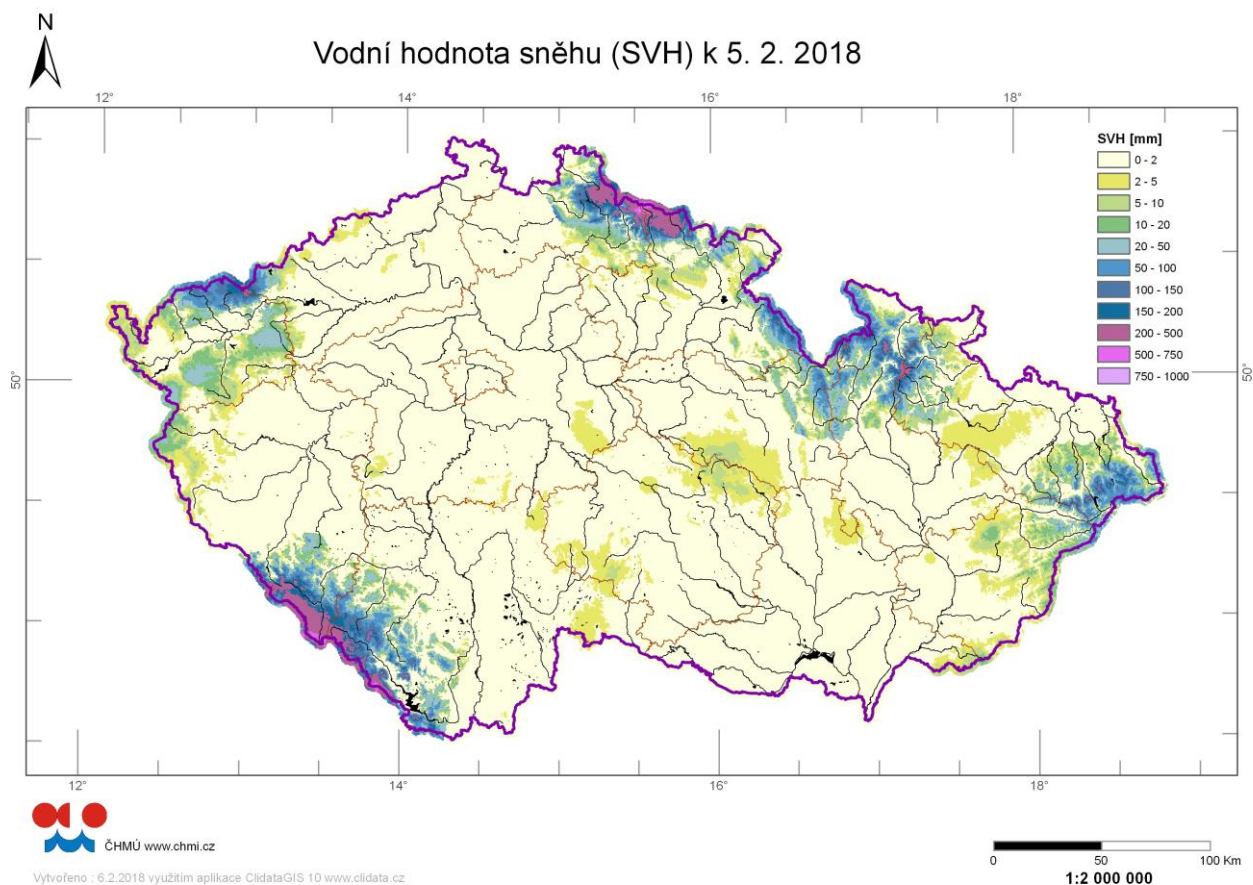 N
Vodní hodnota sněhu (SVH) k 5. 2. 2018
12° 14° 16° 18°
SVH [mm]
0 - 2
2 - 5
5 - 10
10 - 20
20 - 50
50 - 100
100 - 150
150 - 200
200 - 500
500 - 750
750 - 1000
50° 50°
12° 14° 16° 18°
ČHMÚ www.chmi.cz
0 50 100 Km
1:2 000 000
Vytvořeno : 6.2.2018 využitím aplikace ClidataGIS 10 www.clidata.cz